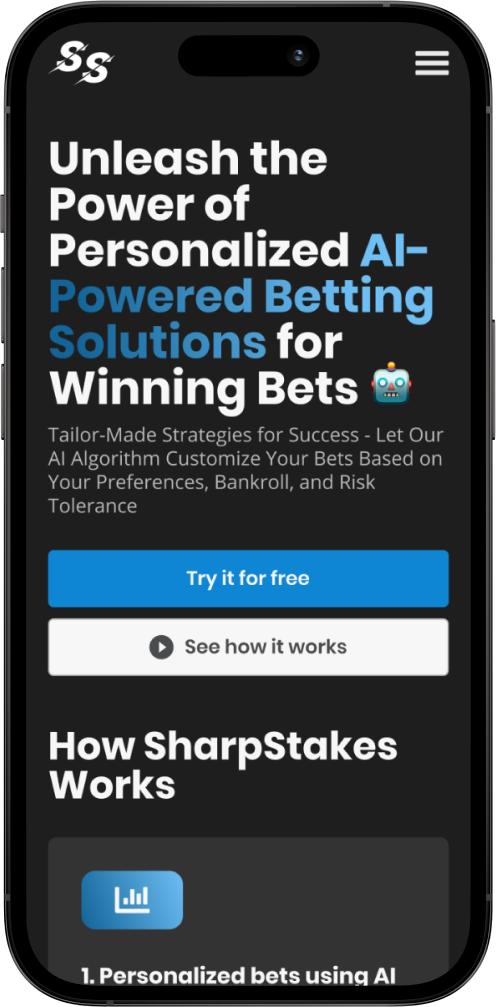 SS
Unleash the
Power of
Personalized AI-
Powered Betting
Solutions for
Winning Bets 🤖
Tailor-Made Strategies for Success - Let Our
AI Algorithm Customize Your Bets Based on
Your Preferences, Bankroll, and Risk
Tolerance
Try it for free
See how it works
How SharpStakes
Works
1. Personalized bets using AI